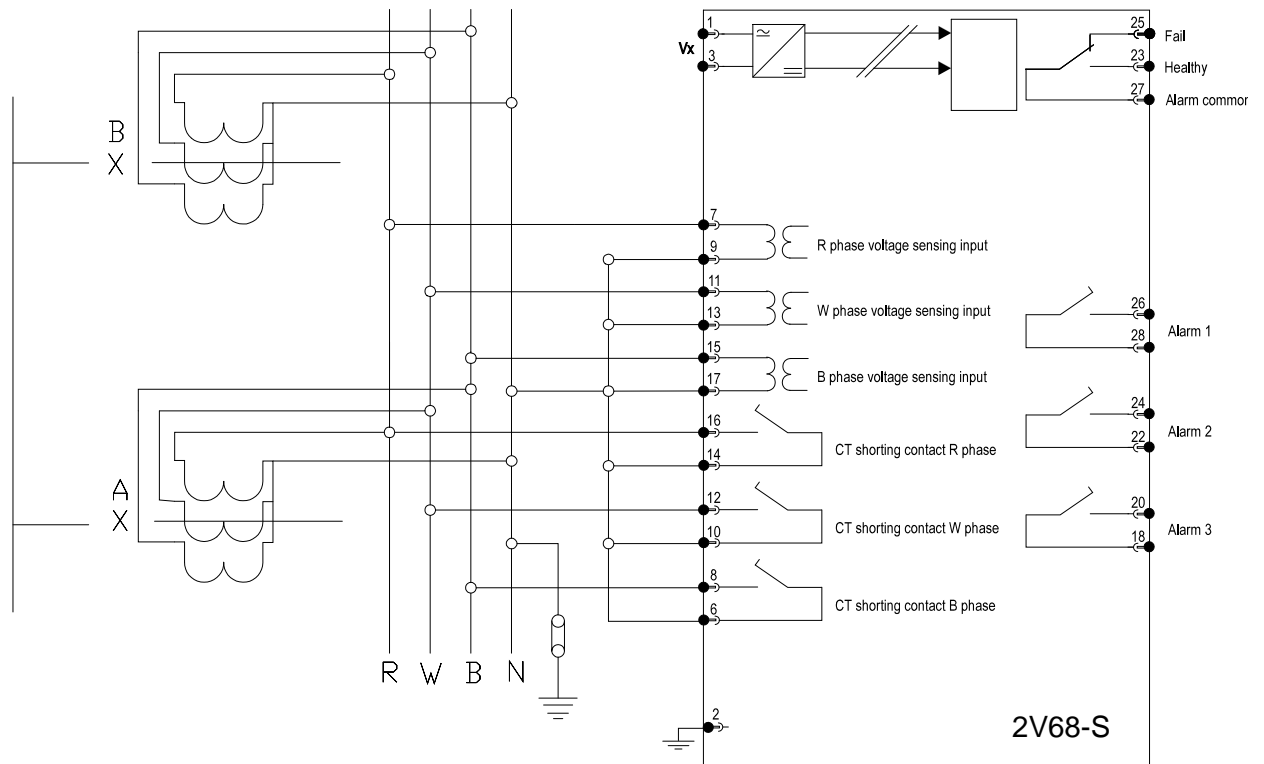 1
Vx
3
25
Fail
23
Healthy
27
Alarm common
B
X
7
R phase voltage sensing input
9
11
W phase voltage sensing input
13
15
B phase voltage sensing input
17
26
28
Alarm 1
16
CT shorting contact R phase
14
24
22
Alarm 2
A
X
12
CT shorting contact W phase
10
20
18
Alarm 3
8
CT shorting contact B phase
6
R W B N
2
2V68-S